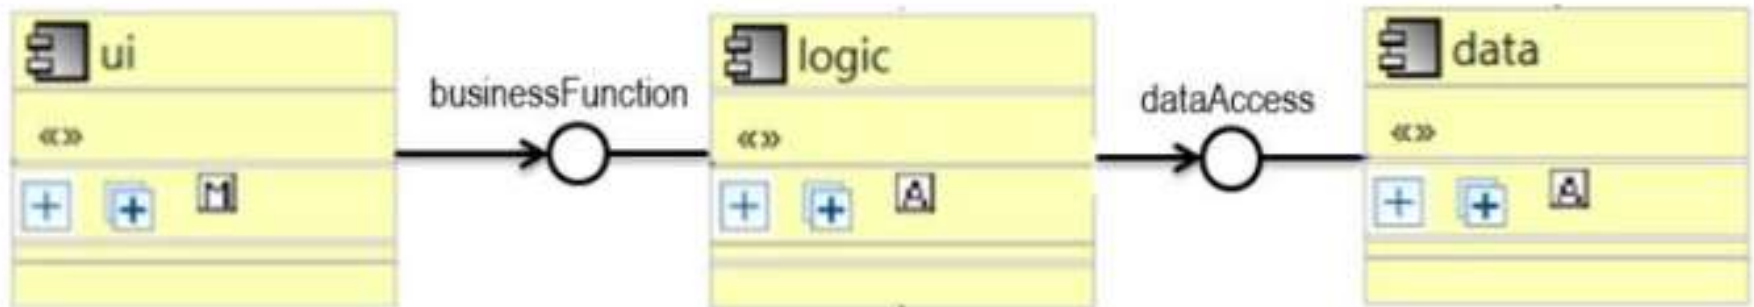 ui
businessFunction
logic
dataAccess
data
«»
«»
«»
M
A
A